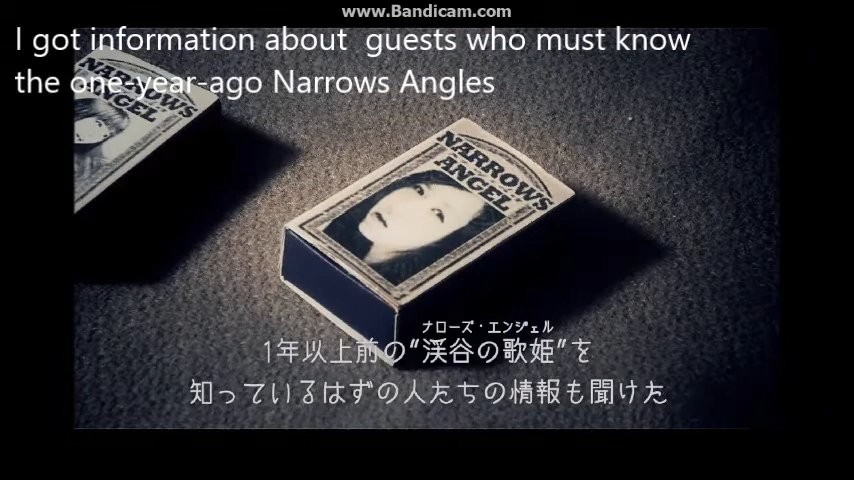 www.Bandicam.com
I got information about  guests who must know
the one-year-ago Narrows Angles
NARROWS
ANGEL
NARROWS
ANGEL
ナローズ・エンジェル
1年以上前の“渓谷の歌姫”を
知っているはずの人たちの情報も聞けた